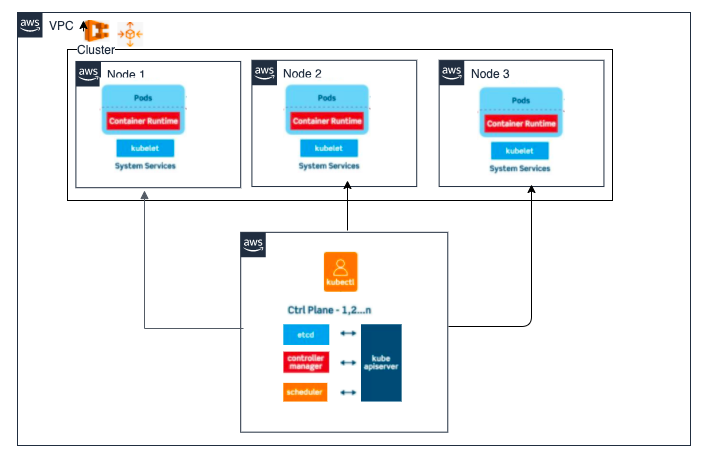 aws VPC
Cluster
aws Node 1
Pods
Container Runtime
kubelet
System Services
aws Node 2
Pods
Container Runtime
kubelet
System Services
aws Node 3
Pods
Container Runtime
kubelet
System Services
aws
kubectl
Ctrl Plane - 1,2...n
etcd
controller
manager
scheduler
kube
apiserver